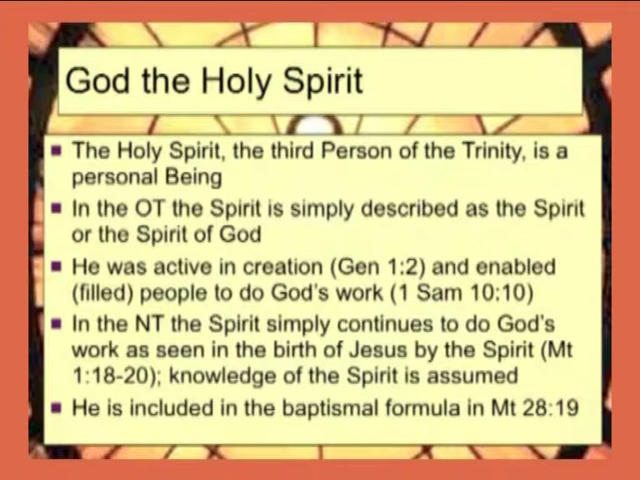 God the Holy Spirit
The Holy Spirit, the third Person of the Trinity, is a
personal Being
In the OT the Spirit is simply described as the Spirit
or the Spirit of God
He was active in creation (Gen 1:2) and enabled
(filled) people to do God's work (1 Sam 10:10)
In the NT the Spirit simply continues to do God's
work as seen in the birth of Jesus by the Spirit (Mt
1:18-20); knowledge of the Spirit is assumed
He is included in the baptismal formula in Mt 28:19